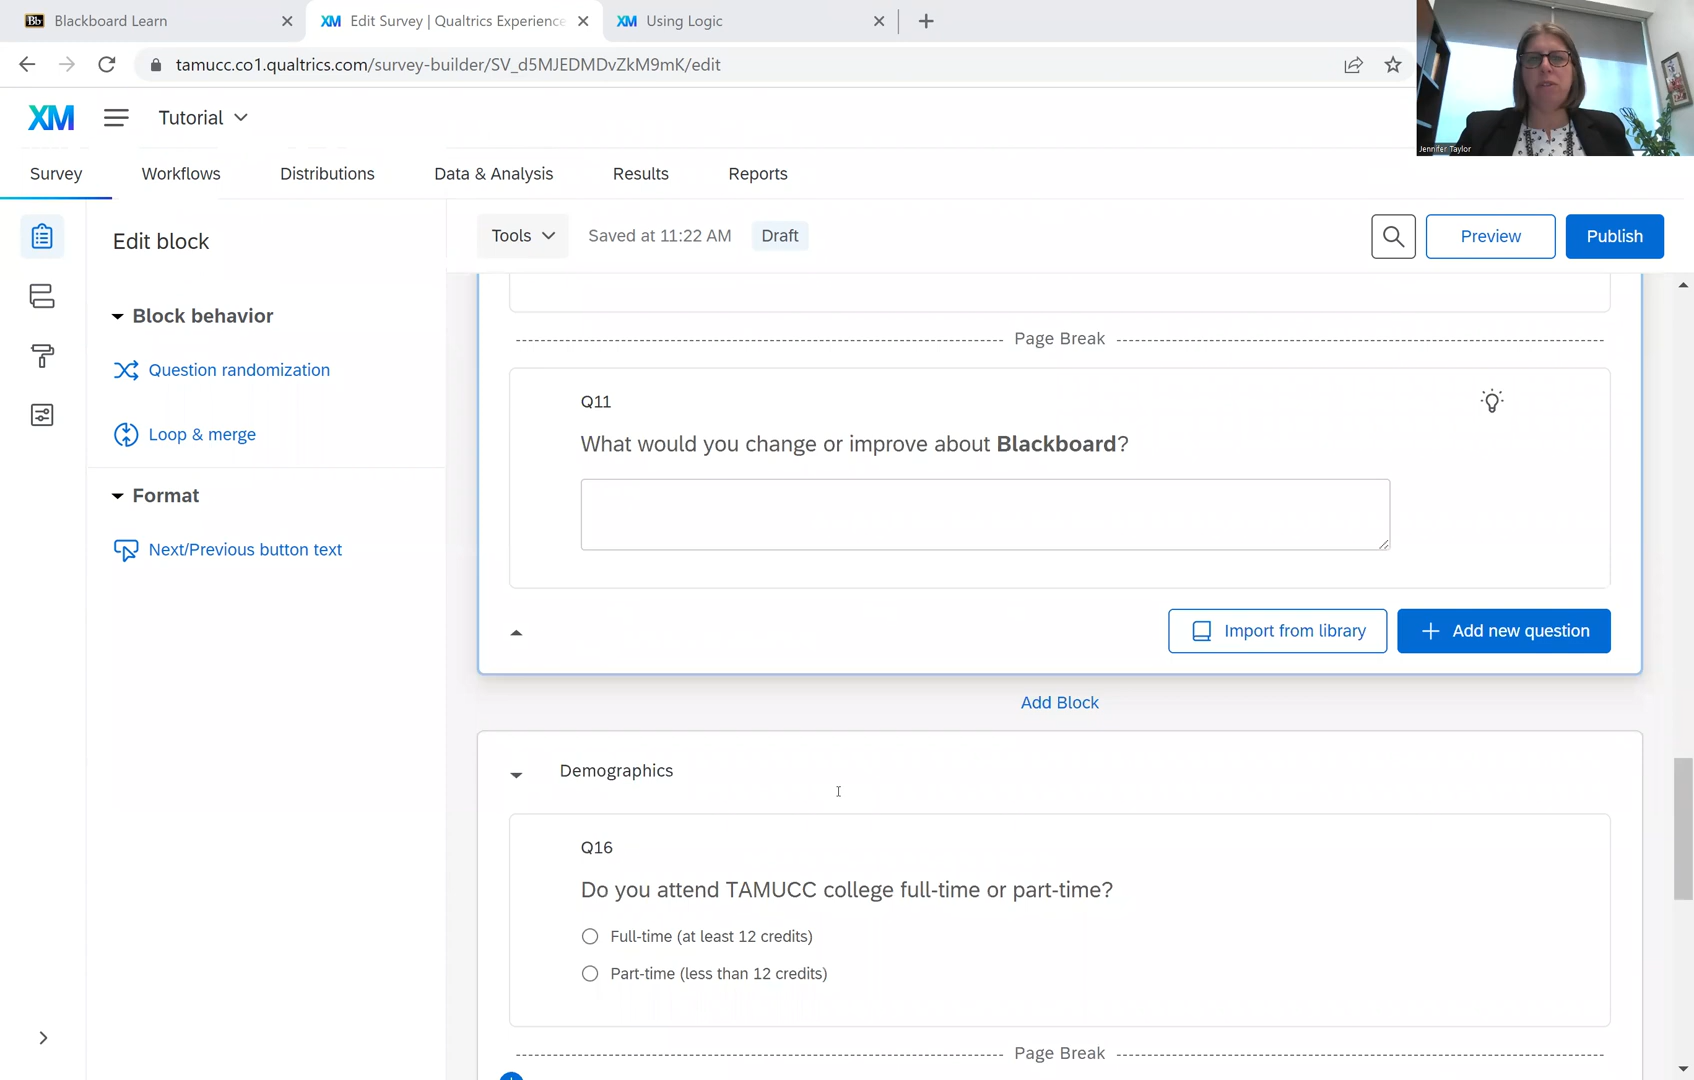 Bb Blackboard Learn
XM Edit Survey | Qualtrics Experience
XM Using Logic
tamucc.co1.qualtrics.com/survey-builder/SV_d5MJEDMDvZkM9mK/edit
Jennifer Taylor
XM Tutorial
Survey Workflows Distributions Data & Analysis Results Reports
Edit block
Tools Saved at 11:22 AM Draft Preview Publish
Block behavior
Question randomization
Loop & merge
Format
Next/Previous button text
Page Break
Q11
What would you change or improve about Blackboard?
Import from library Add new question
Add Block
Demographics
Q16
Do you attend TAMUCC college full-time or part-time?
Full-time (at least 12 credits)
Part-time (less than 12 credits)
Page Break